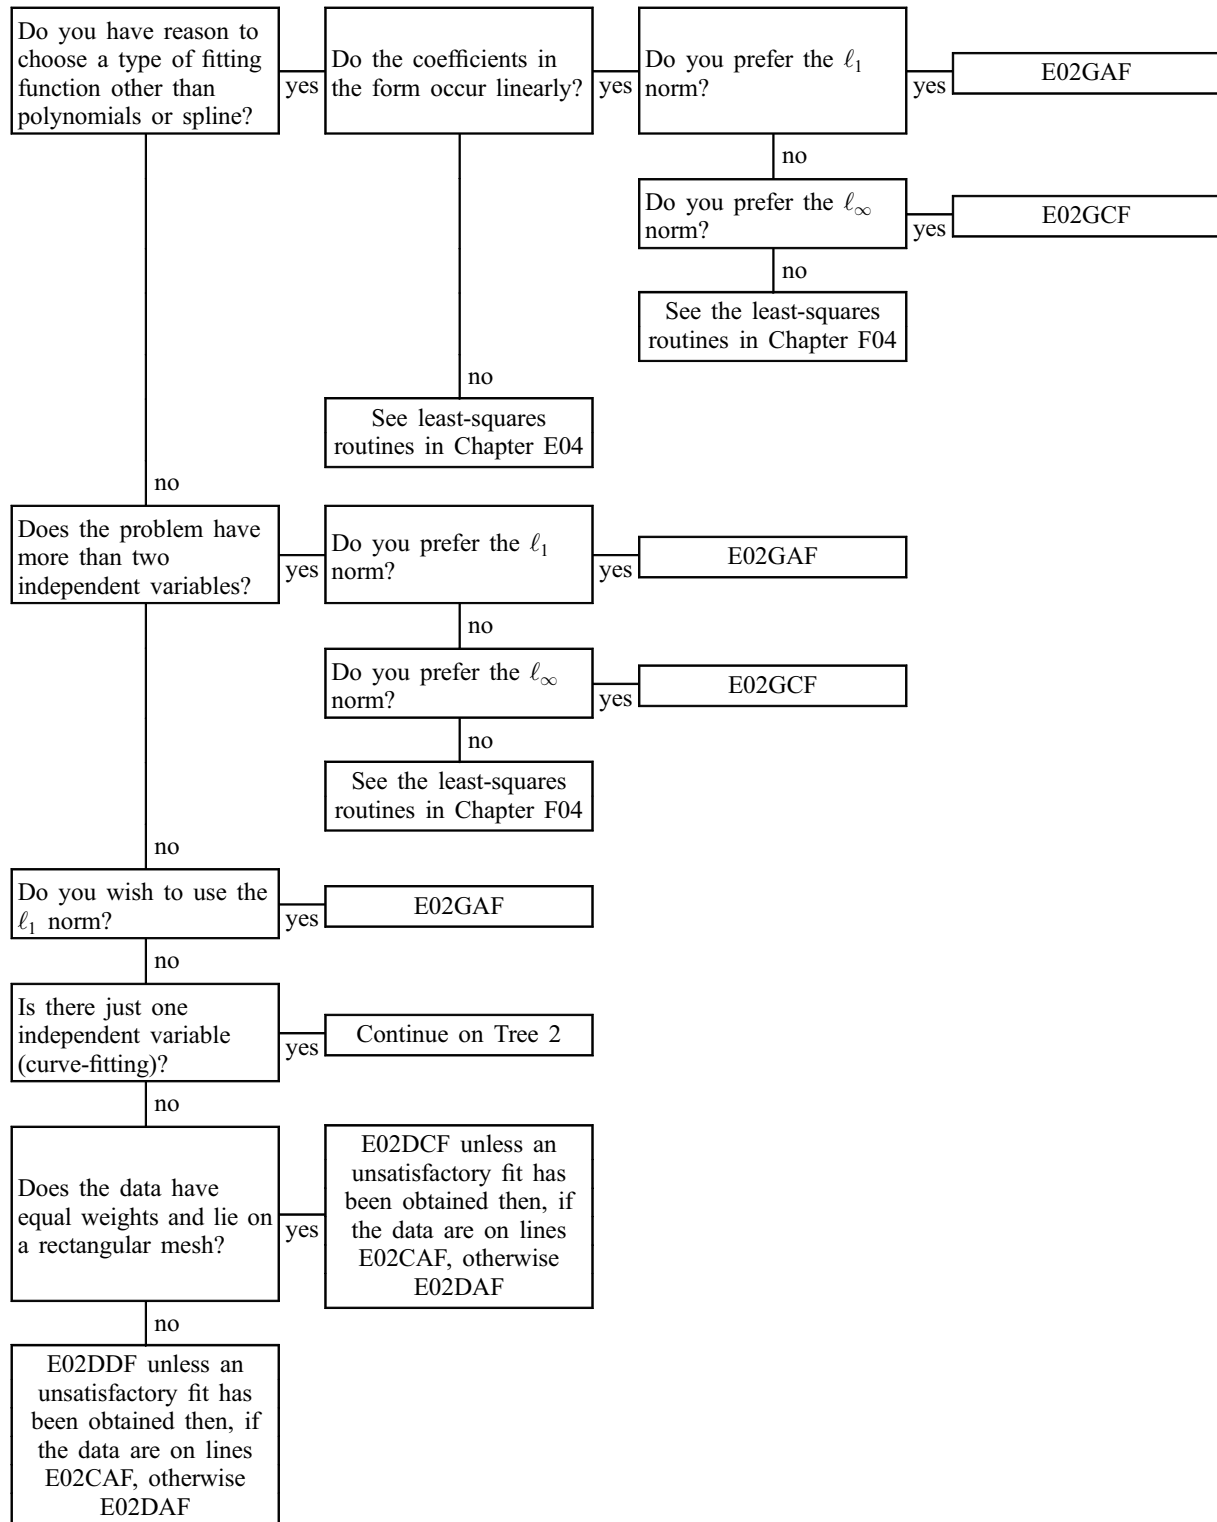 Do you have reason to
choose a type of fitting
function other than
polynomials or spline?
yes
Do the coefficients in
the form occur linearly?
yes
Do you prefer the ℓ₁
norm?
yes
E02GAF
no
Do you prefer the ℓ∞
norm?
yes
E02GCF
no
See the least-squares
routines in Chapter F04
no
See least-squares
routines in Chapter E04
no
Does the problem have
more than two
independent variables?
yes
Do you prefer the ℓ₁
norm?
yes
E02GAF
no
Do you prefer the ℓ∞
norm?
yes
E02GCF
no
See the least-squares
routines in Chapter F04
no
Do you wish to use the
ℓ₁ norm?
yes
E02GAF
no
Is there just one
independent variable
(curve-fitting)?
yes
Continue on Tree 2
no
Does the data have
equal weights and lie on
a rectangular mesh?
yes
E02DCF unless an
unsatisfactory fit has
been obtained then, if
the data are on lines
E02CAF, otherwise
E02DAF
no
E02DDF unless an
unsatisfactory fit has
been obtained then, if
the data are on lines
E02CAF, otherwise
E02DAF